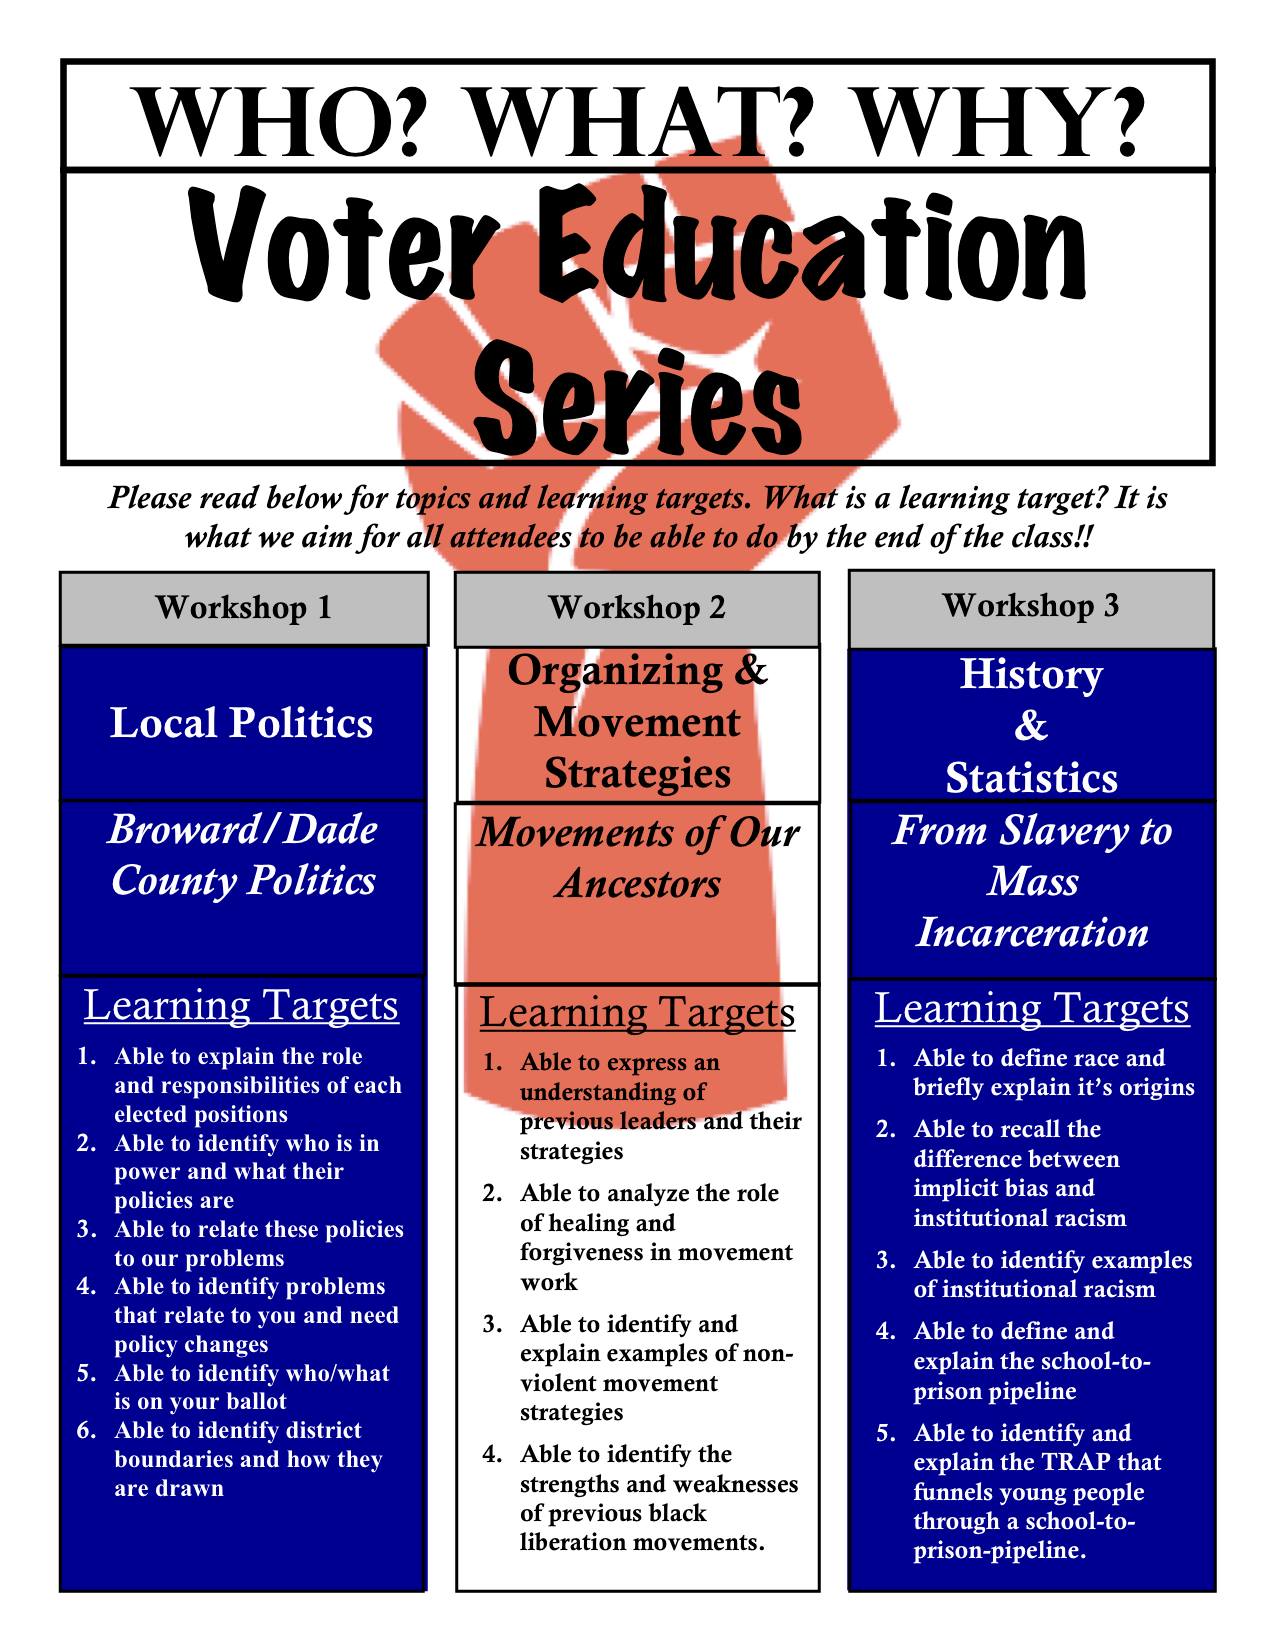 WHO? WHAT? WHY?
Voter Education
Series
Please read below for topics and learning targets. What is a learning target? It is
what we aim for all attendees to be able to do by the end of the class!!
Workshop 1
Local Politics
Broward/Dade
County Politics
Learning Targets
1. Able to explain the role
and responsibilities of each
elected positions
2. Able to identify who is in
power and what their
policies are
3. Able to relate these policies
to our problems
4. Able to identify problems
that relate to you and need
policy changes
5. Able to identify who/what
is on your ballot
6. Able to identify district
boundaries and how they
are drawn
Workshop 2
Organizing &
Movement
Strategies
Movements of Our
Ancestors
Learning Targets
1. Able to express an
understanding of
previous leaders and their
strategies
2. Able to analyze the role
of healing and
forgiveness in movement
work
3. Able to identify and
explain examples of non-
violent movement
strategies
4. Able to identify the
strengths and weaknesses
of previous black
liberation movements.
Workshop 3
History
&
Statistics
From Slavery to
Mass
Incarceration
Learning Targets
1. Able to define race and
briefly explain it's origins
2. Able to recall the
difference between
implicit bias and
institutional racism
3. Able to identify examples
of institutional racism
4. Able to define and
explain the school-to-
prison pipeline
5. Able to identify and
explain the TRAP that
funnels young people
through a school-to-
prison-pipeline.